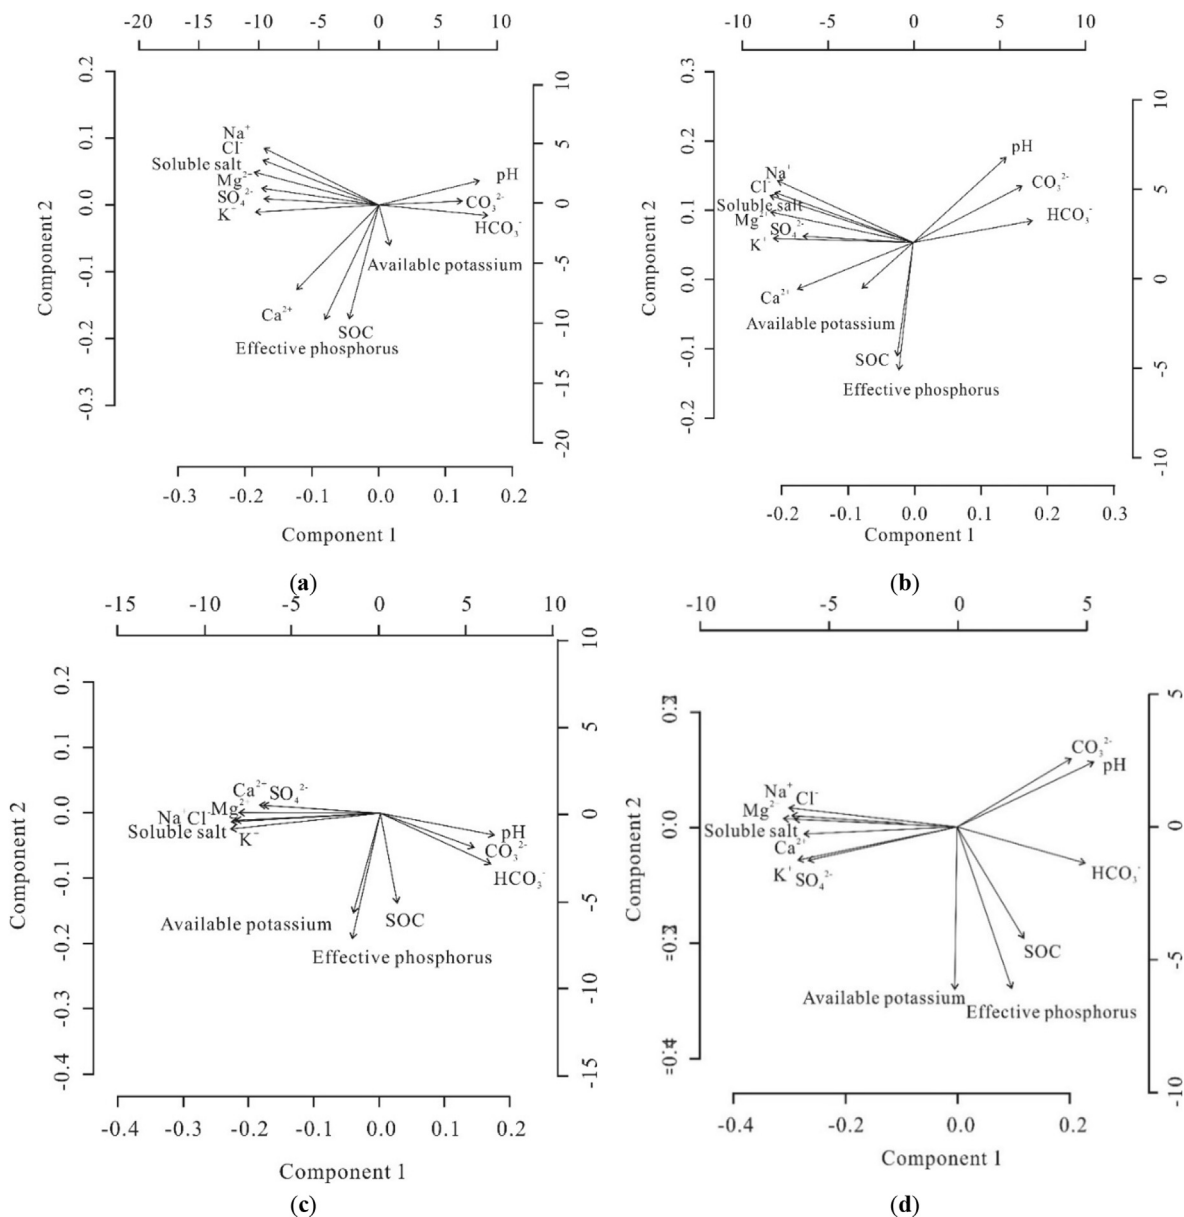 -20 -15 -10 -5 0 5 10
0.2
0.1
0.0
-0.1
-0.2
-0.3
Component 2
10
5
0
-5
-10
-15
-20
Na⁺
Cl⁻
Soluble salt
Mg²⁻
SO₄²⁻
K⁻
pH
CO₃²⁻
HCO₃⁻
Available potassium
Ca²⁺
SOC
Effective phosphorus
-0.3 -0.2 -0.1 0.0 0.1 0.2
Component 1
(a)
-10 -5 0 5 10
0.3
0.2
0.1
0.0
-0.1
-0.2
Component 2
10
5
0
-5
-10
pH
Na⁺
CO₃²⁻
Cl⁻
Soluble salt
HCO₃⁻
Mg²⁺
SO₄²⁻
K⁺
Ca²⁺
Available potassium
SOC
Effective phosphorus
-0.2 -0.1 0.0 0.1 0.2 0.3
Component 1
(b)
-15 -10 -5 0 5 10
0.2
0.1
0.0
-0.1
-0.2
-0.3
-0.4
Component 2
10
5
0
-5
-10
-15
Ca²⁻
SO₄²⁻
Mg²
Na⁺ Cl⁻
Soluble salt
K⁻
pH
CO₃²⁻
HCO₃⁻
Available potassium
SOC
Effective phosphorus
-0.4 -0.3 -0.2 -0.1 0.0 0.1 0.2
Component 1
(c)
-10 -5 0 5
0.0
Component 2
5
0
-5
-10
CO₃²⁻
pH
Na⁺
Cl⁻
Mg²⁻
Soluble salt
Ca²⁺
K⁺
SO₄²⁻
HCO₃⁻
SOC
Available potassium
Effective phosphorus
-0.4 -0.2 0.0 0.2
Component 1
(d)